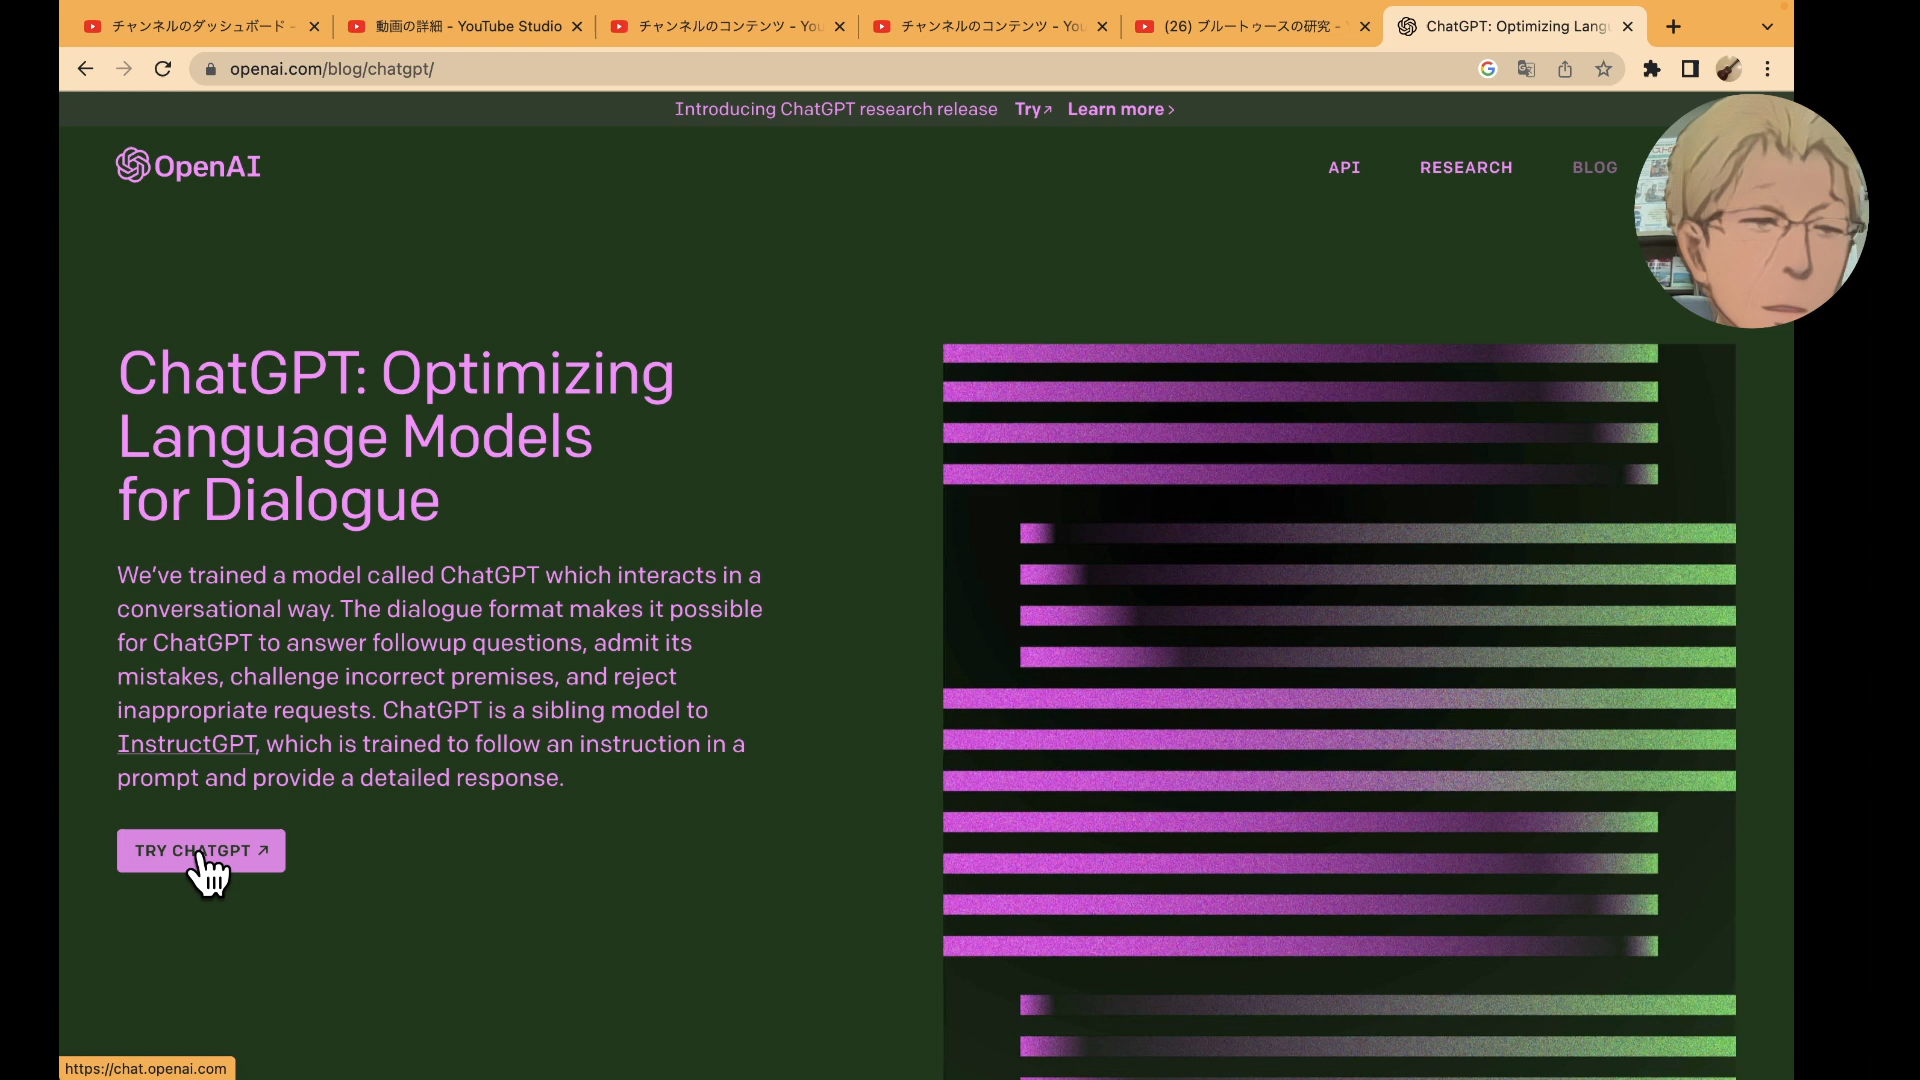 チャンネルのダッシュボード -
動画の詳細 - YouTube Studio
チャンネルのコンテンツ - You
チャンネルのコンテンツ - You
(26) ブルートゥースの研究 -
ChatGPT: Optimizing Lang
openai.com/blog/chatgpt/
Introducing ChatGPT research release Try↗ Learn more ›
OpenAI
API RESEARCH BLOG
ChatGPT: Optimizing
Language Models
for Dialogue
We’ve trained a model called ChatGPT which interacts in a
conversational way. The dialogue format makes it possible
for ChatGPT to answer followup questions, admit its
mistakes, challenge incorrect premises, and reject
inappropriate requests. ChatGPT is a sibling model to
InstructGPT, which is trained to follow an instruction in a
prompt and provide a detailed response.
TRY CHATGPT ↗
https://chat.openai.com